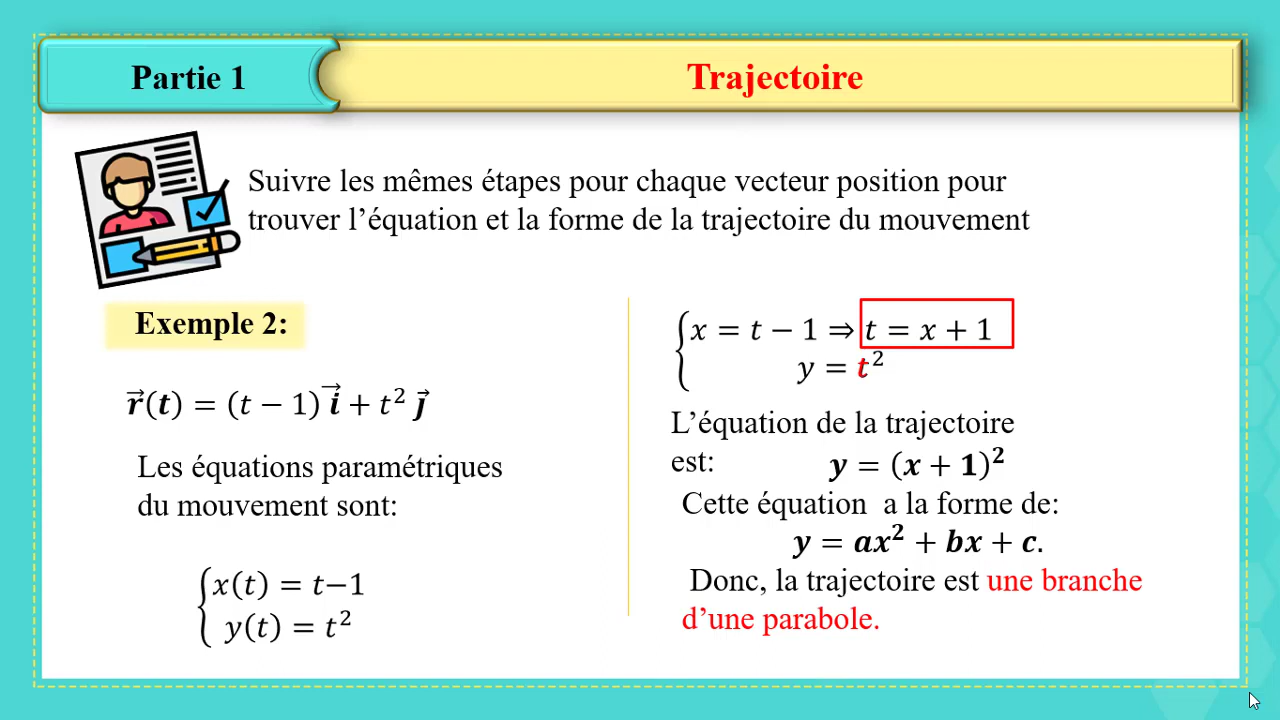 Partie 1
Trajectoire
Suivre les mêmes étapes pour chaque vecteur position pour
trouver l’équation et la forme de la trajectoire du mouvement
Exemple 2:
r⃗(t) = (t − 1) i⃗ + t² j⃗
Les équations paramétriques
du mouvement sont:
{x(t) = t−1
y(t) = t²
{x = t − 1 ⇒ t = x + 1
y = t²
L’équation de la trajectoire
est: y = (x + 1)²
Cette équation a la forme de:
y = ax² + bx + c.
Donc, la trajectoire est une branche
d’une parabole.